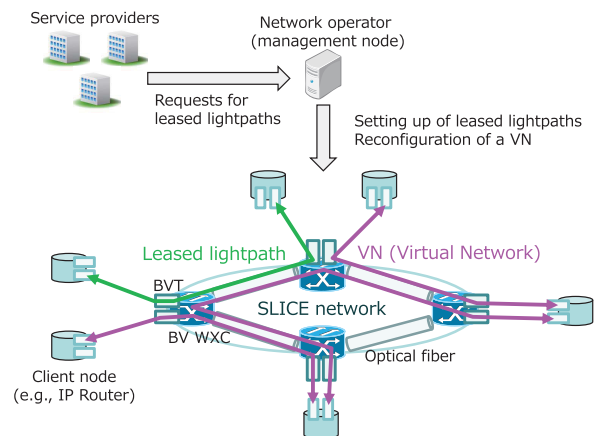 Service providers
Network operator
(management node)
Requests for
leased lightpaths
Setting up of leased lightpaths
Reconfiguration of a VN
Leased lightpath
VN (Virtual Network)
BVT
SLICE network
BV WXC
Optical fiber
Client node
(e.g., IP Router)